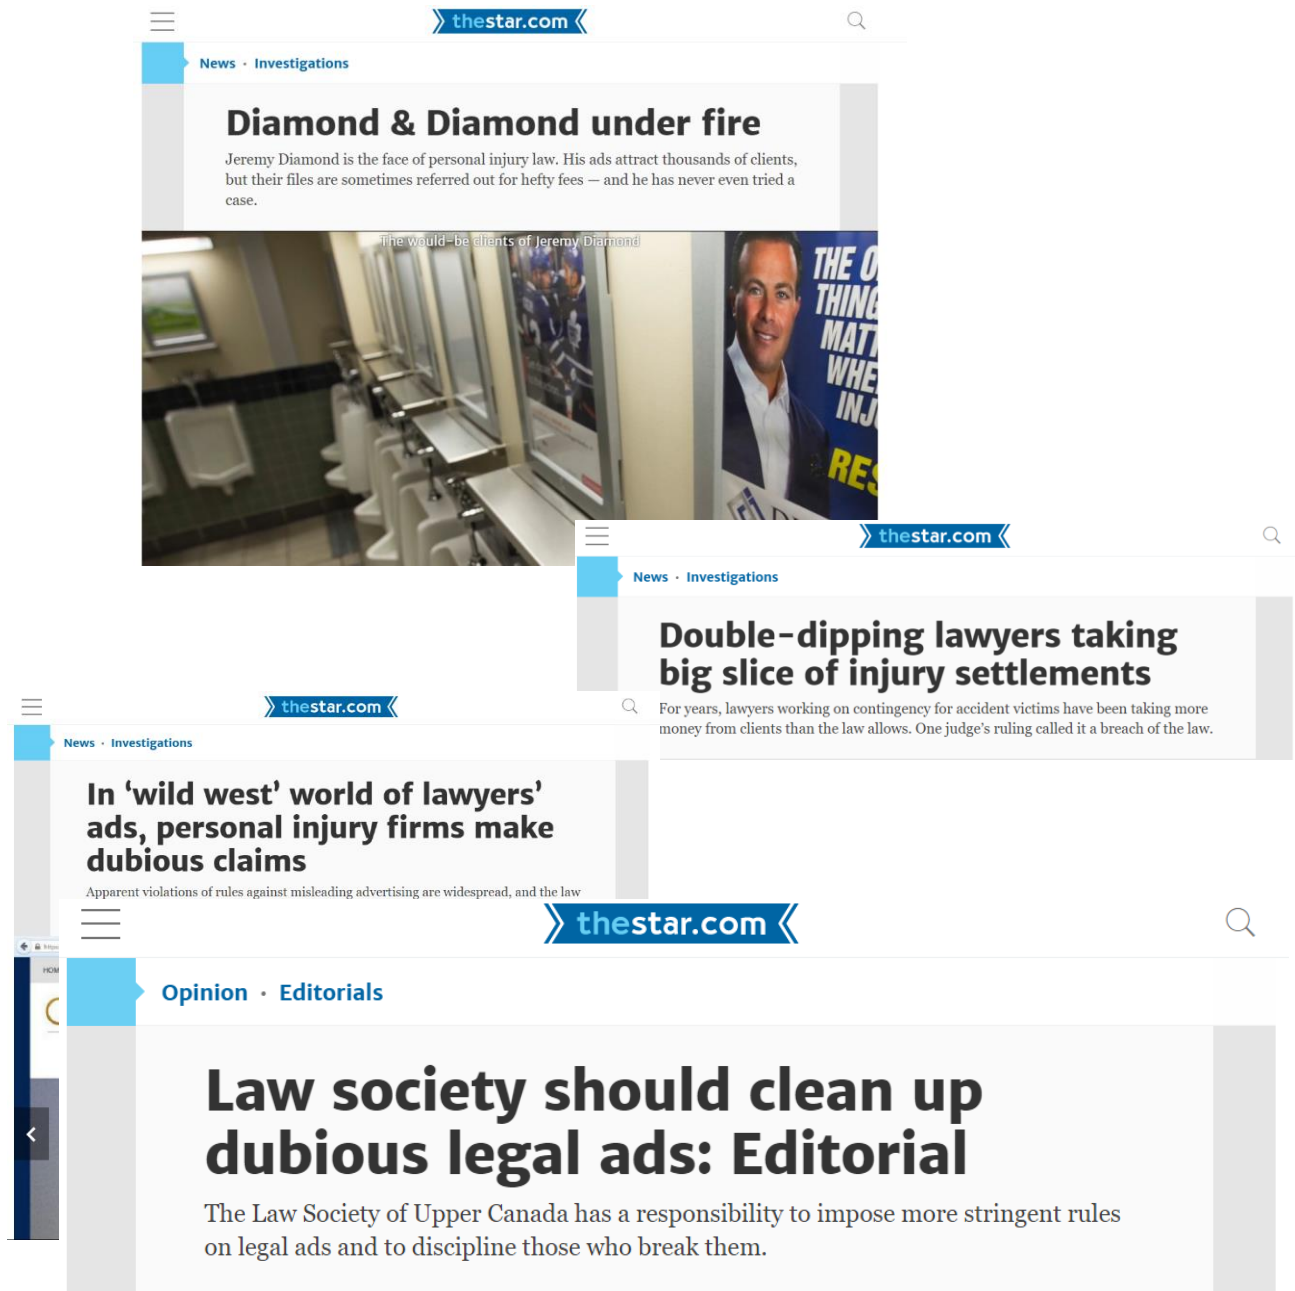 thestar.com
News · Investigations
Diamond & Diamond under fire
Jeremy Diamond is the face of personal injury law. His ads attract thousands of clients,
but their files are sometimes referred out for hefty fees — and he has never even tried a
case.
The would-be clients of Jeremy Diamond
THE O
THING
MATT
WHE
INJ
RES
thestar.com
News · Investigations
Double-dipping lawyers taking
big slice of injury settlements
For years, lawyers working on contingency for accident victims have been taking more
money from clients than the law allows. One judge’s ruling called it a breach of the law.
thestar.com
News · Investigations
In ‘wild west’ world of lawyers’
ads, personal injury firms make
dubious claims
Apparent violations of rules against misleading advertising are widespread, and the law
HOM
thestar.com
Opinion · Editorials
Law society should clean up
dubious legal ads: Editorial
The Law Society of Upper Canada has a responsibility to impose more stringent rules
on legal ads and to discipline those who break them.